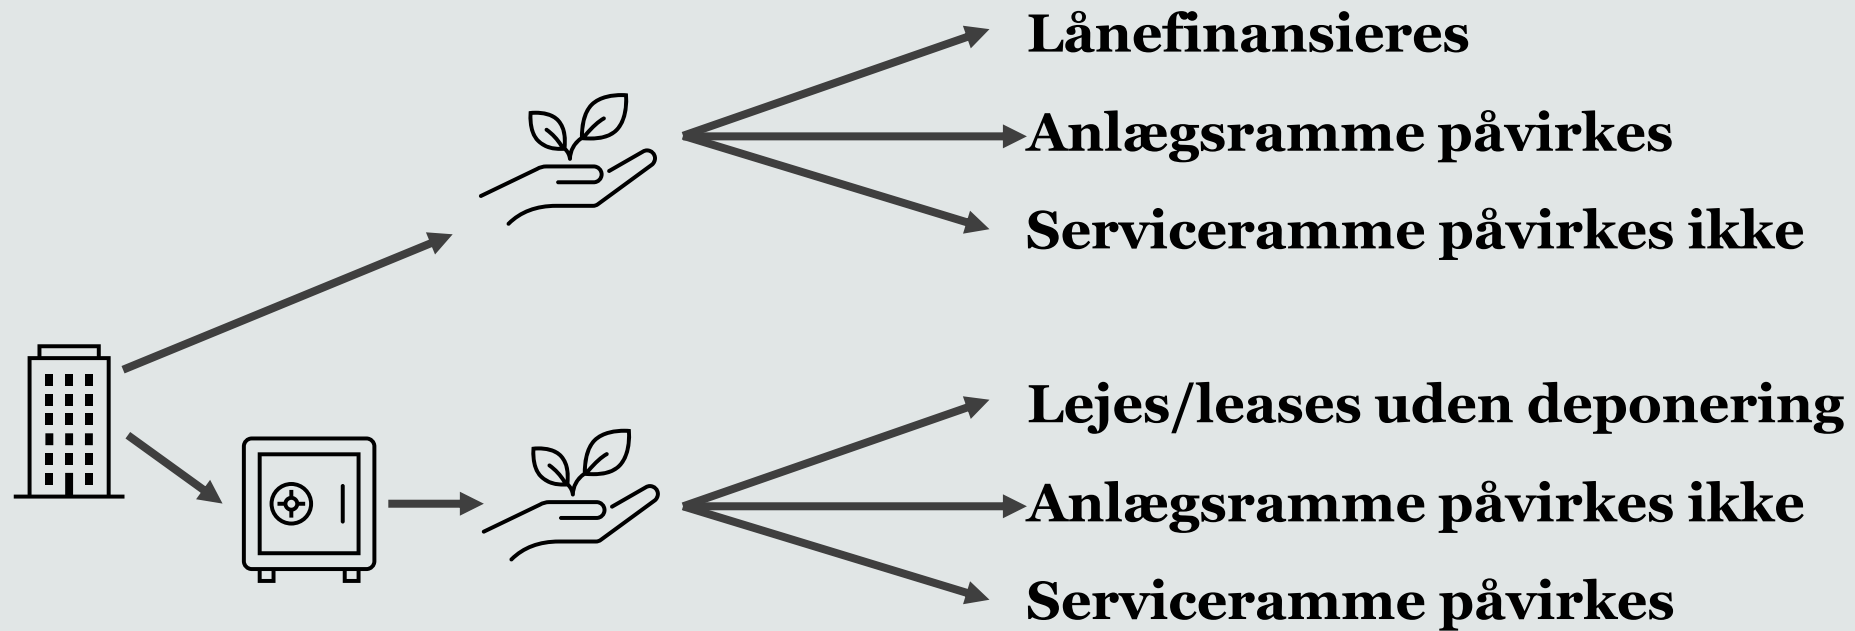 Lånefinansieres
Anlægsramme påvirkes
Serviceramme påvirkes ikke
Lejes/leases uden deponering
Anlægsramme påvirkes ikke
Serviceramme påvirkes